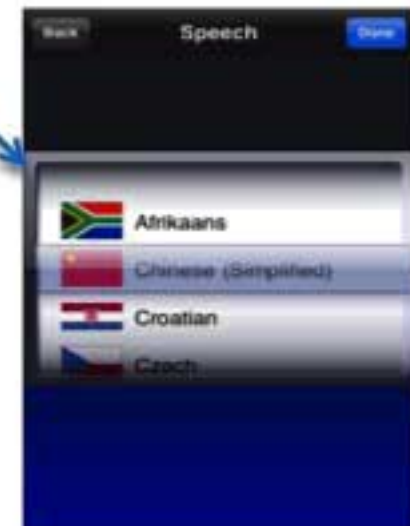 Back Speech Done
Afrikaans
Chinese (Simplified)
Croatian
Czech